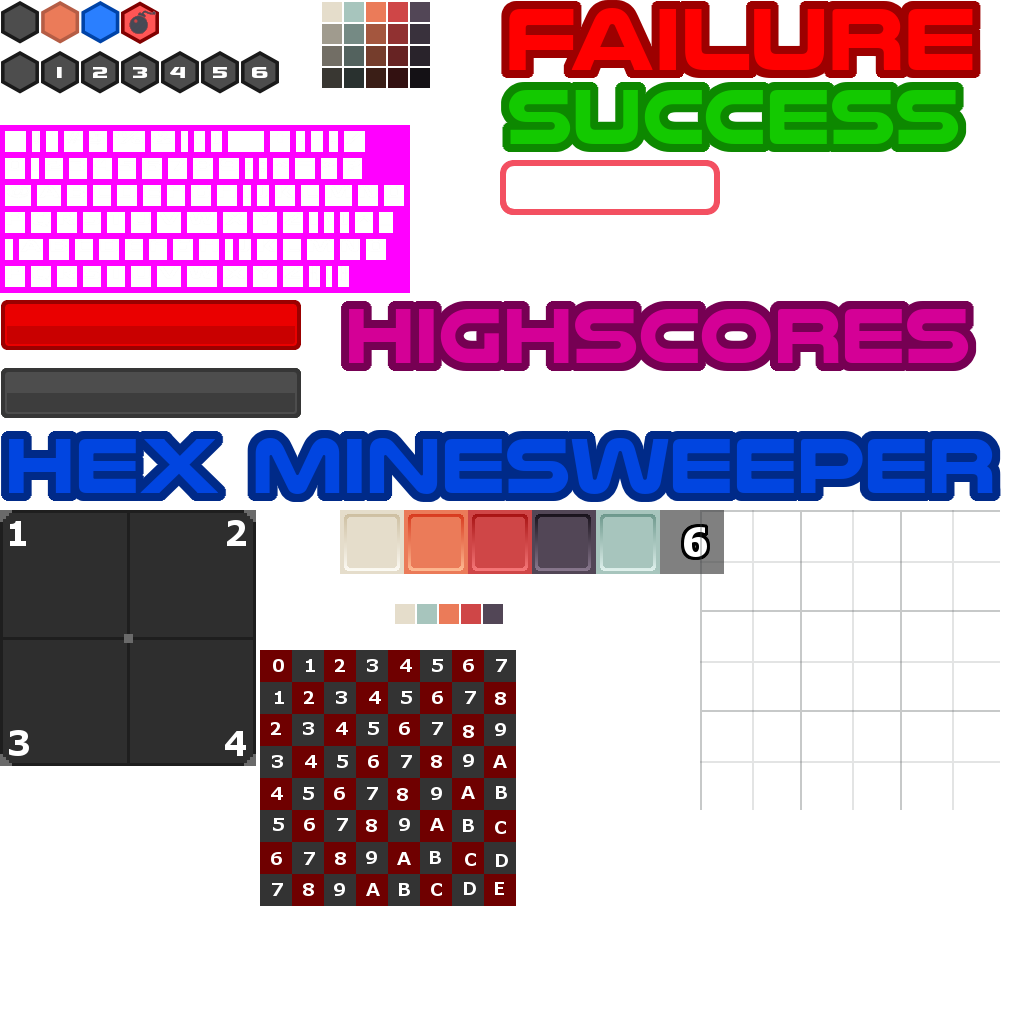 FAILURE
1 2 3 4 5 6
SUCCESS
HIGHSCORES
HEX MINESWEEPER
1 2
3 4
6
0 1 2 3 4 5 6 7
1 2 3 4 5 6 7 8
2 3 4 5 6 7 8 9
3 4 5 6 7 8 9 A
4 5 6 7 8 9 A B
5 6 7 8 9 A B C
6 7 8 9 A B C D
7 8 9 A B C D E